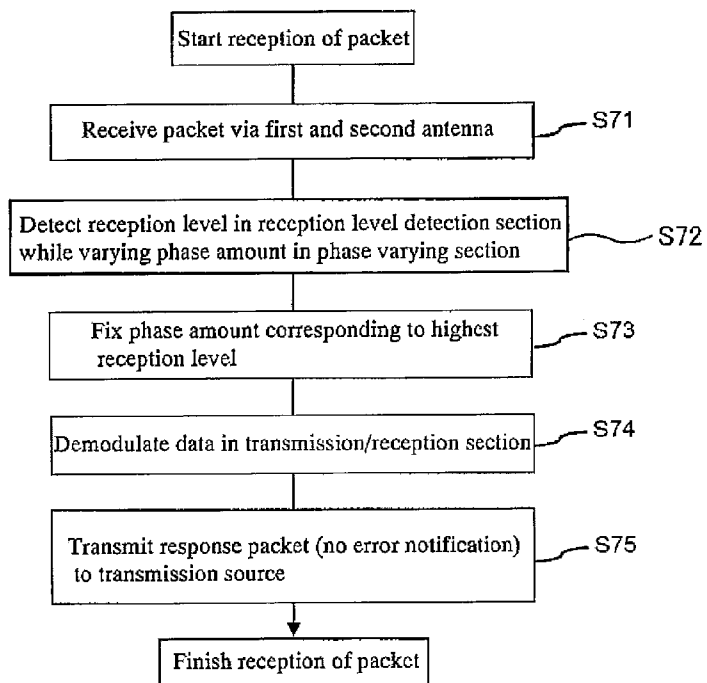 Start reception of packet
Receive packet via first and second antenna
S71
Detect reception level in reception level detection section
while varying phase amount in phase varying section
S72
Fix phase amount corresponding to highest
reception level
S73
Demodulate data in transmission/reception section
S74
Transmit response packet (no error notification)
to transmission source
S75
Finish reception of packet